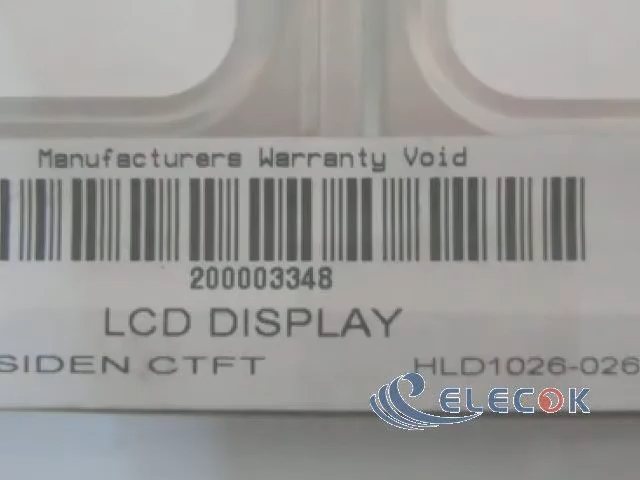 Manufacturers Warranty Void
200003348
LCD DISPLAY
SIDEN CTFT HLD1026-026
ELECOK